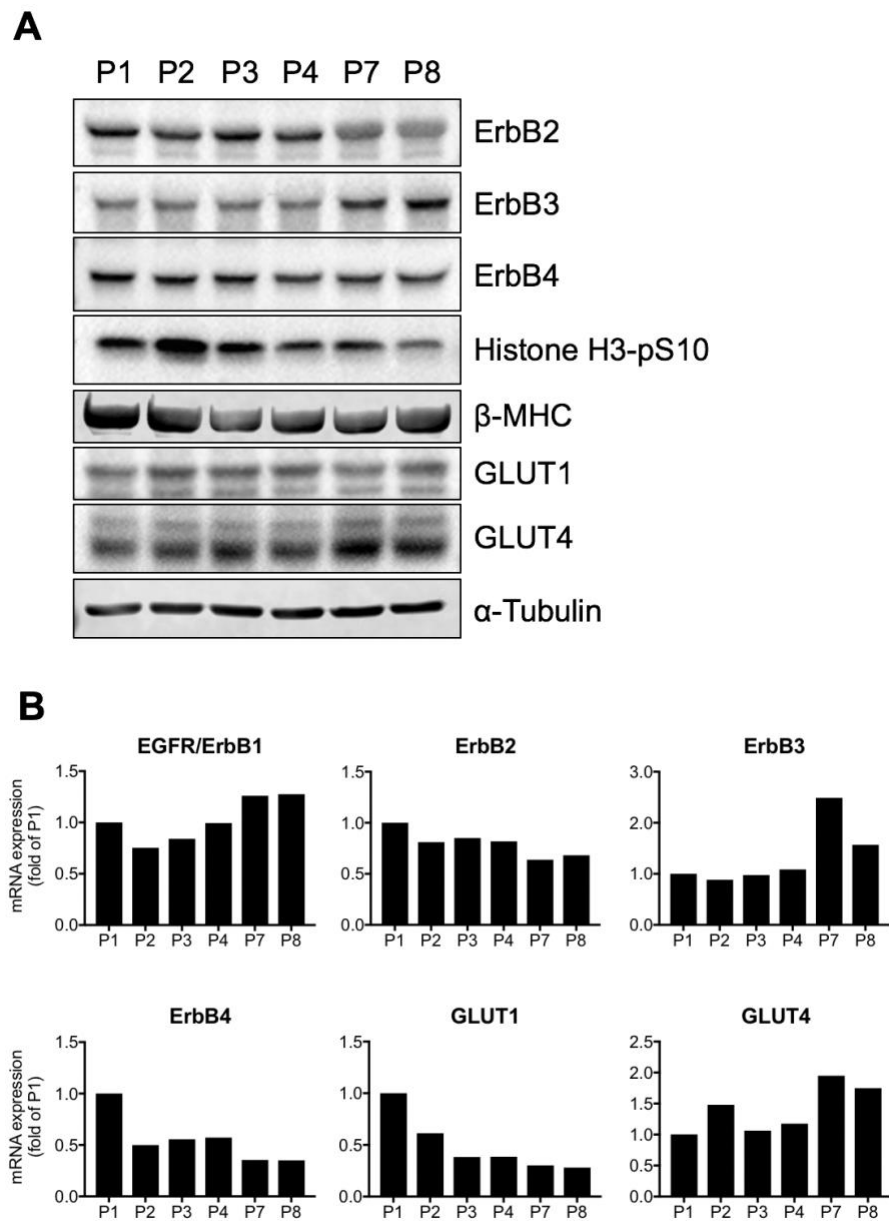 A
P1 P2 P3 P4 P7 P8
ErbB2
ErbB3
ErbB4
Histone H3-pS10
β-MHC
GLUT1
GLUT4
α-Tubulin
B
EGFR/ErbB1
mRNA expression
(fold of P1)
1.5
1.0
0.5
0.0
P1 P2 P3 P4 P7 P8
ErbB2
1.5
1.0
0.5
0.0
P1 P2 P3 P4 P7 P8
ErbB3
3.0
2.0
1.0
0.0
P1 P2 P3 P4 P7 P8
ErbB4
mRNA expression
(fold of P1)
1.5
1.0
0.5
0.0
P1 P2 P3 P4 P7 P8
GLUT1
1.5
1.0
0.5
0.0
P1 P2 P3 P4 P7 P8
GLUT4
2.5
2.0
1.5
1.0
0.5
0.0
P1 P2 P3 P4 P7 P8